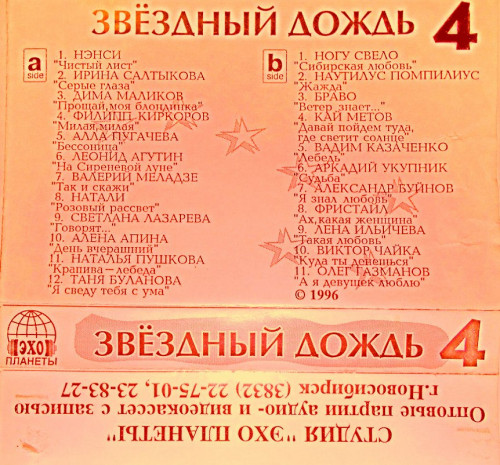 ЗВЁЗДНЫЙ ДОЖДЬ 4
a
side
1. НЭНСИ
"Чистый лист"
2. ИРИНА САЛТЫКОВА
"Серые глаза"
3. ДИМА МАЛИКОВ
"Прощай, моя блондинка"
4. ФИЛИПП КИРКОРОВ
"Милая, милая"
5. АЛЛА ПУГАЧЕВА
"Бессоница"
6. ЛЕОНИД АГУТИН
"На Сиреневой луне"
7. ВАЛЕРИЙ МЕЛАДЗЕ
"Так и скажи"
8. НАТАЛИ
"Розовый рассвет"
9. СВЕТЛАНА ЛАЗАРЕВА
"Говорят..."
10. АЛЕНА АПИНА
"День вчерашний"
11. НАТАЛЬЯ ПУШКОВА
"Крапива – лебеда"
12. ТАНЯ БУЛАНОВА
"Я сведу тебя с ума"
b
side
1. НОГУ СВЕЛО
"Сибирская любовь"
2. НАУТИЛУС ПОМПИЛИУС
"Жажда"
3. БРАВО
"Ветер знает..."
4. КАЙ МЕТОВ
"Давай пойдем туда,
где светит солнце"
5. ВАДИМ КАЗАЧЕНКО
"Лебель"
6. АРКАДИЙ УКУПНИК
"Судьба"
7. АЛЕКСАНДР БУЙНОВ
"Я знал любовь"
8. ФРИСТАЙЛ
"Ах, какая женщина"
9. ЛЕНА ИЛЬИЧЕВА
"Такая любовь"
10. ВИКТОР ЧАЙКА
"Куда ты денешься"
11. ОЛЕГ ГАЗМАНОВ
"А я девушек люблю"
© 1996
ЭХО
ПЛАНЕТЫ
ЗВЁЗДНЫЙ ДОЖДЬ 4
СТУДИЯ "ЭХО ПЛАНЕТЫ"
Оптовые партии аудио- и видеокассет с записью
г.Новосибирск (3832) 22-75-01, 23-83-27